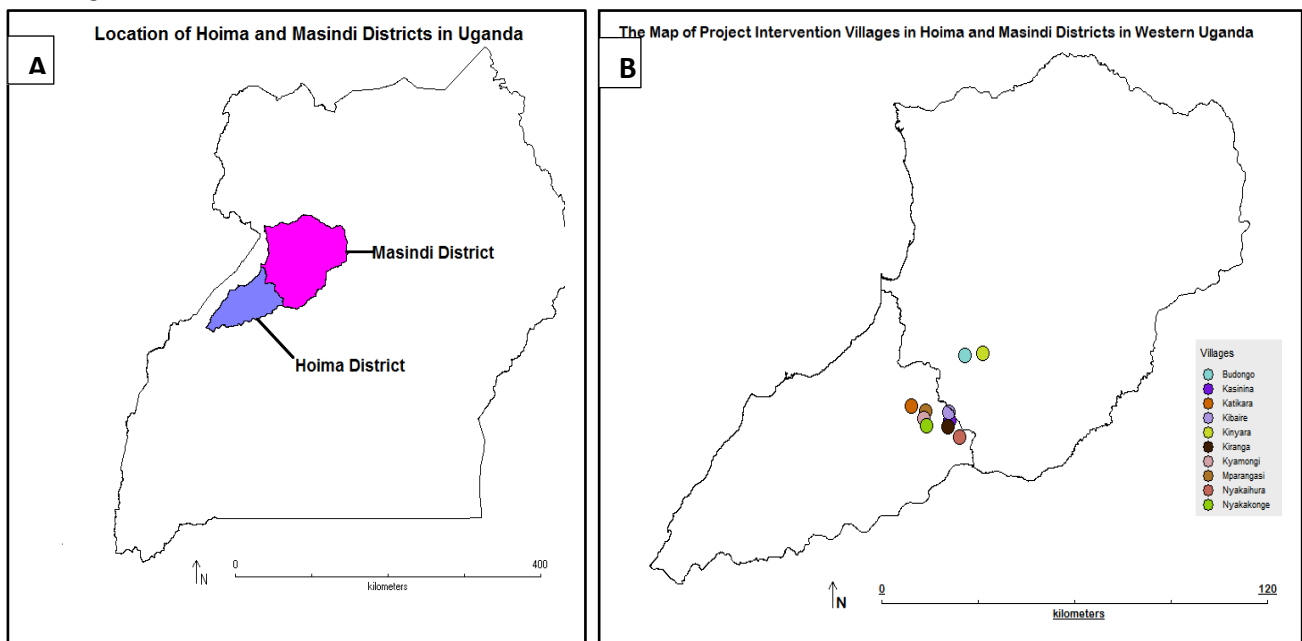 A
Location of Hoima and Masindi Districts in Uganda
Masindi District
Hoima District
N
0
400
kilometers
B
The Map of Project Intervention Villages in Hoima and Masindi Districts in Western Uganda
Villages
Budongo
Kasinina
Katikara
Kibaire
Kinyara
Kiranga
Kyamongi
Mparangasi
Nyakaihura
Nyakakonge
N
0
120
kilometers